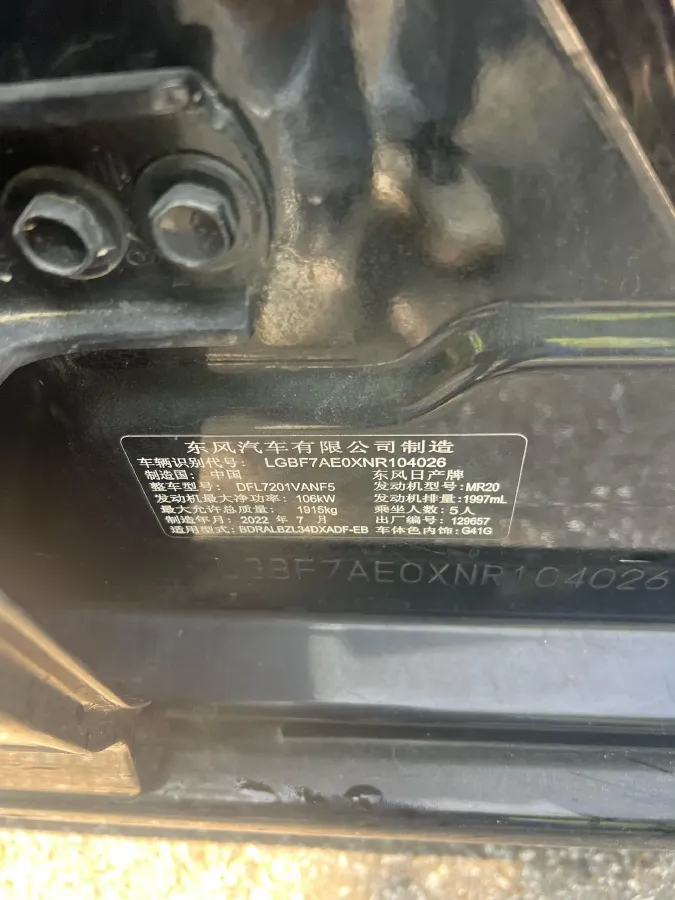 东风汽车有限公司制造
车辆识别代号: LGBF7AE0XNR104026
制造国: 中国 东风日产牌
整车型号: DFL7201VANF5 发动机型号: MR20
发动机最大净功率: 106kW 发动机排量: 1997mL
最大允许总质量: 1915kg 乘坐人数: 5人
制造年月: 2022 年 7 月 出厂编号: 129657
适用型式: BDRALBZL34DXADF-EB 车体色内饰: G41G
LGBF7AE0XNR104026